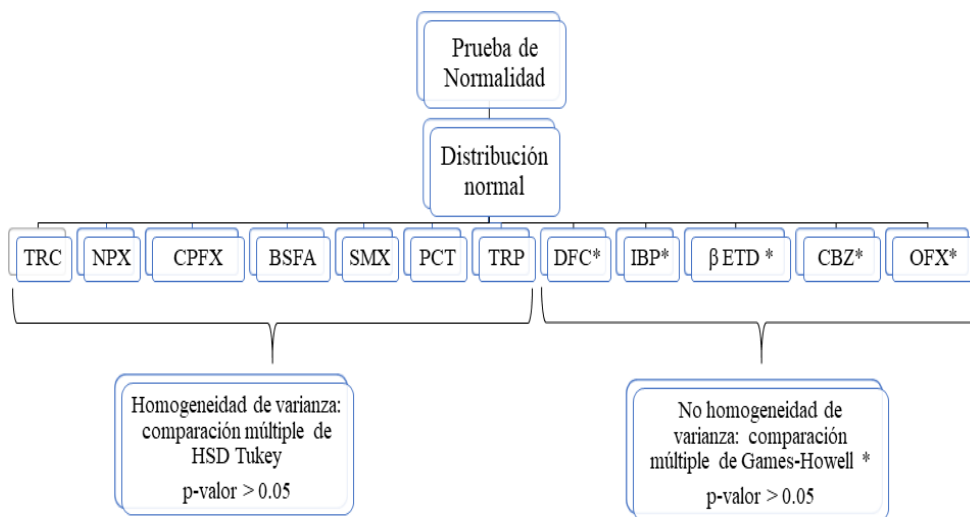 Prueba de
Normalidad
Distribución
normal
TRC NPX CPFX BSFA SMX PCT TRP DFC* IBP* β ETD * CBZ* OFX*
Homogeneidad de varianza:
comparación múltiple de
HSD Tukey
p-valor > 0.05
No homogeneidad de
varianza: comparación
múltiple de Games-Howell *
p-valor > 0.05